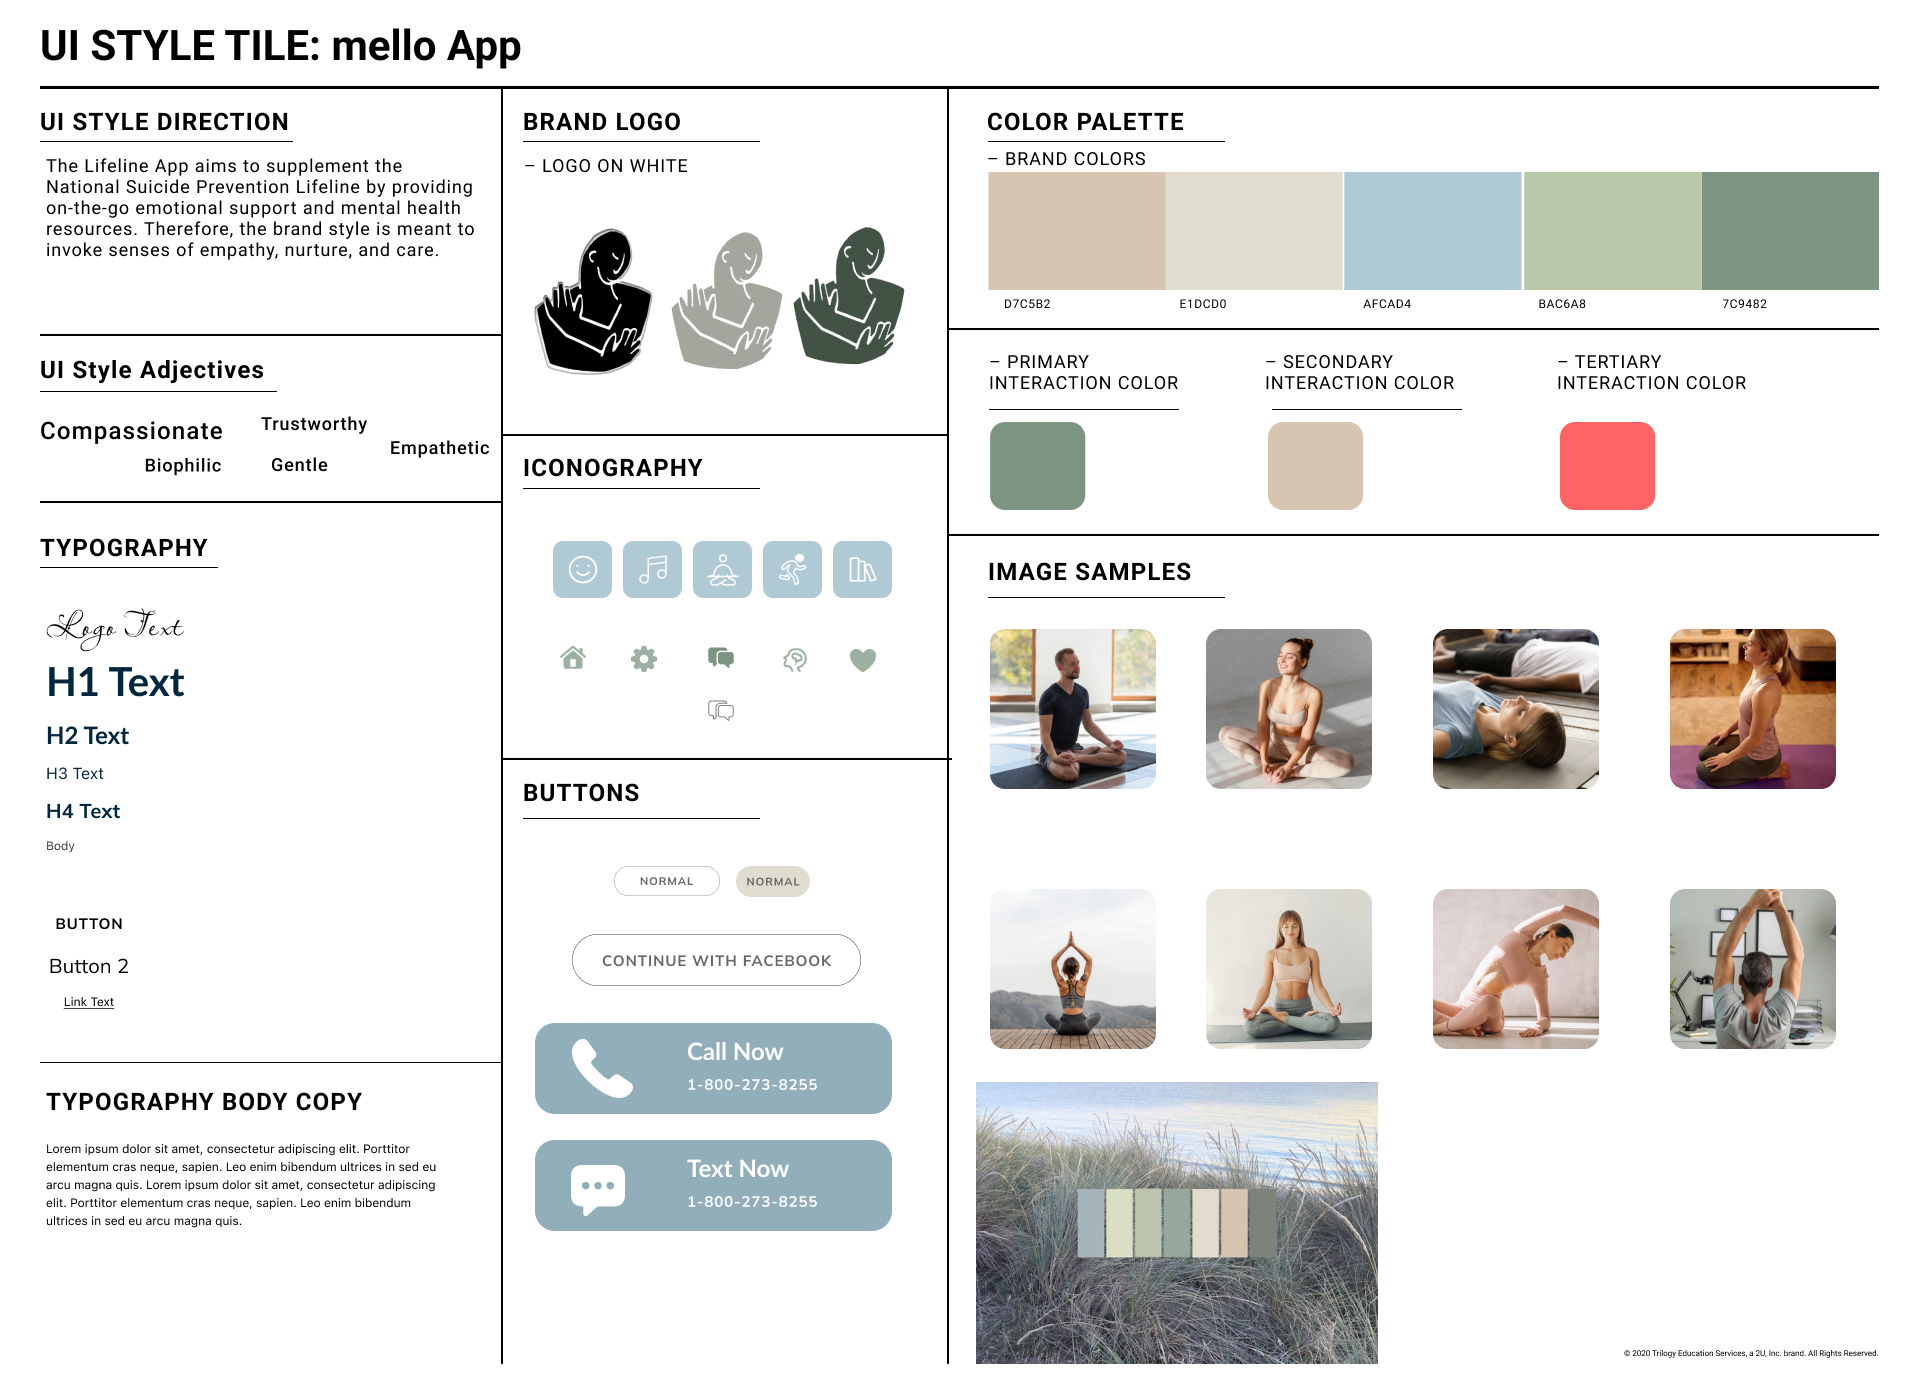 UI STYLE TILE: mello App
UI STYLE DIRECTION
The Lifeline App aims to supplement the
National Suicide Prevention Lifeline by providing
on-the-go emotional support and mental health
resources. Therefore, the brand style is meant to
invoke senses of empathy, nurture, and care.
UI Style Adjectives
Compassionate
Trustworthy
Empathetic
Biophilic
Gentle
TYPOGRAPHY
Logo Text
H1 Text
H2 Text
H3 Text
H4 Text
Body
BUTTON
Button 2
Link Text
TYPOGRAPHY BODY COPY
Lorem ipsum dolor sit amet, consectetur adipiscing elit. Porttitor
elementum cras neque, sapien. Leo enim bibendum ultrices in sed eu
arcu magna quis. Lorem ipsum dolor sit amet, consectetur adipiscing
elit. Porttitor elementum cras neque, sapien. Leo enim bibendum
ultrices in sed eu arcu magna quis.
BRAND LOGO
– LOGO ON WHITE
ICONOGRAPHY
BUTTONS
NORMAL
NORMAL
CONTINUE WITH FACEBOOK
Call Now
1-800-273-8255
Text Now
1-800-273-8255
COLOR PALETTE
– BRAND COLORS
D7C5B2
E1DCD0
AFCAD4
BAC6A8
7C9482
– PRIMARY
INTERACTION COLOR
– SECONDARY
INTERACTION COLOR
– TERTIARY
INTERACTION COLOR
IMAGE SAMPLES
© 2020 Trilogy Education Services, a 2U, Inc. brand. All Rights Reserved.